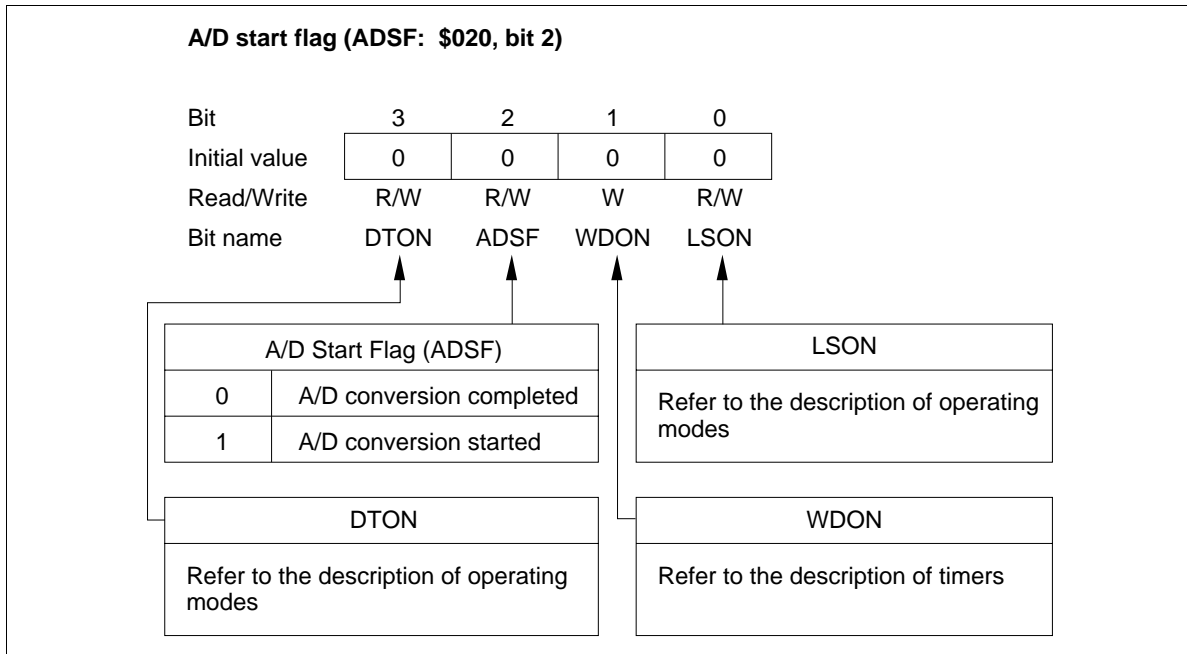 A/D start flag (ADSF: $020, bit 2)
Bit 3 2 1 0
Initial value 0 0 0 0
Read/Write R/W R/W W R/W
Bit name DTON ADSF WDON LSON
A/D Start Flag (ADSF)
0 A/D conversion completed
1 A/D conversion started
LSON
Refer to the description of operating
modes
DTON
Refer to the description of operating
modes
WDON
Refer to the description of timers